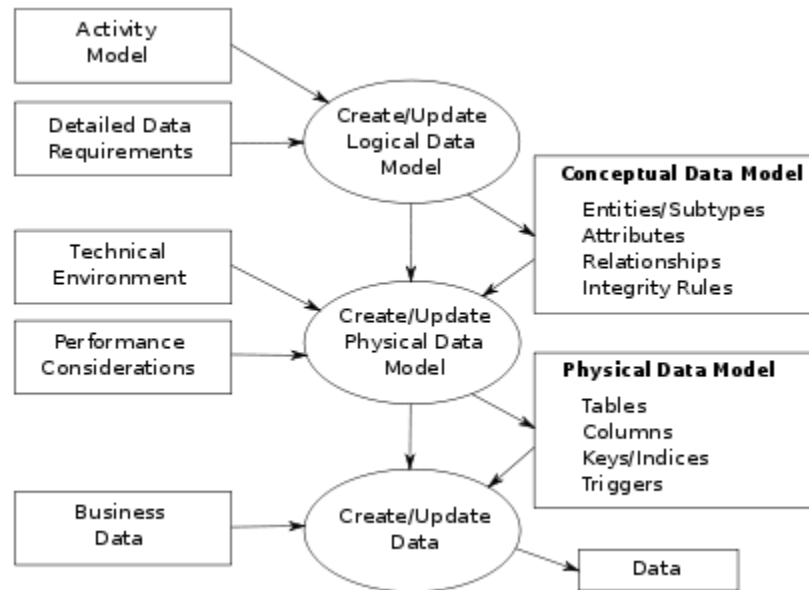 Activity
Model
Detailed Data
Requirements
Create/Update
Logical Data
Model
Conceptual Data Model
Entities/Subtypes
Attributes
Relationships
Integrity Rules
Technical
Environment
Performance
Considerations
Create/Update
Physical Data
Model
Physical Data Model
Tables
Columns
Keys/Indices
Triggers
Business
Data
Create/Update
Data
Data